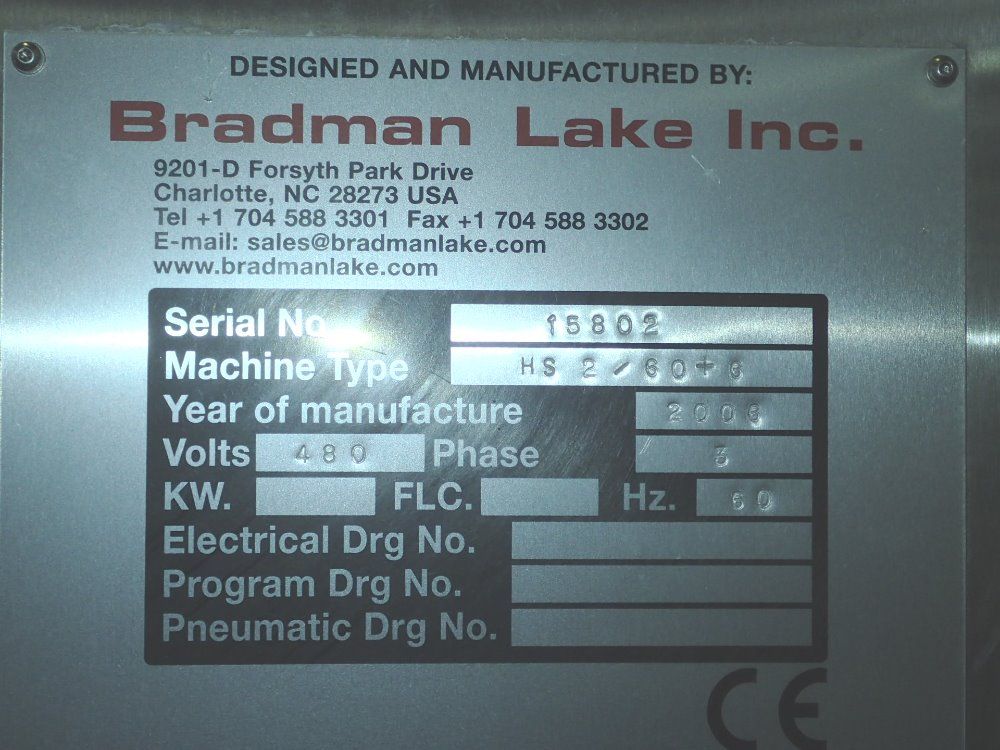 DESIGNED AND MANUFACTURED BY:
Bradman Lake Inc.
9201-D Forsyth Park Drive
Charlotte, NC 28273 USA
Tel +1 704 588 3301 Fax +1 704 588 3302
E-mail: sales@bradmanlake.com
www.bradmanlake.com
Serial No. 15802
Machine Type HS 2/60+6
Year of manufacture 2006
Volts 480 Phase 3
KW. FLC. Hz. 60
Electrical Drg No.
Program Drg No.
Pneumatic Drg No.
CE